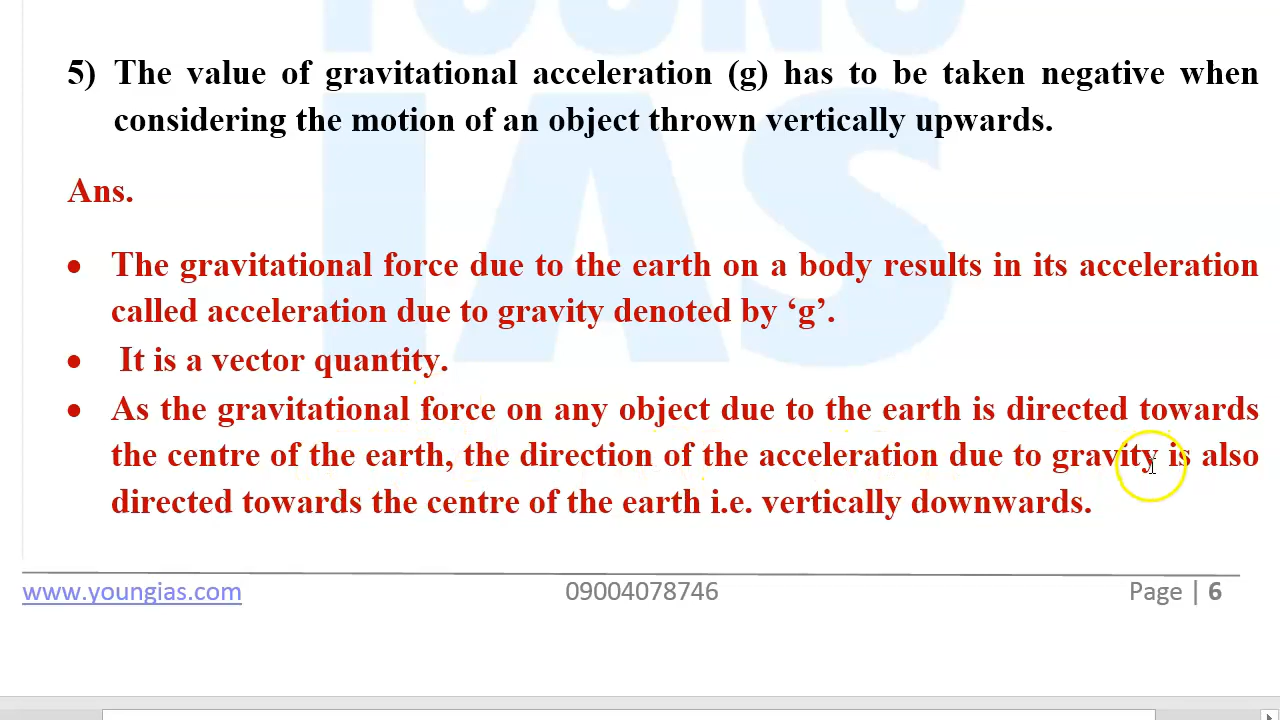 YOUNG
IAS
5) The value of gravitational acceleration (g) has to be taken negative when
considering the motion of an object thrown vertically upwards.
Ans.
• The gravitational force due to the earth on a body results in its acceleration
called acceleration due to gravity denoted by ‘g’.
• It is a vector quantity.
• As the gravitational force on any object due to the earth is directed towards
the centre of the earth, the direction of the acceleration due to gravity is also
directed towards the centre of the earth i.e. vertically downwards.
www.youngias.com 09004078746 Page | 6